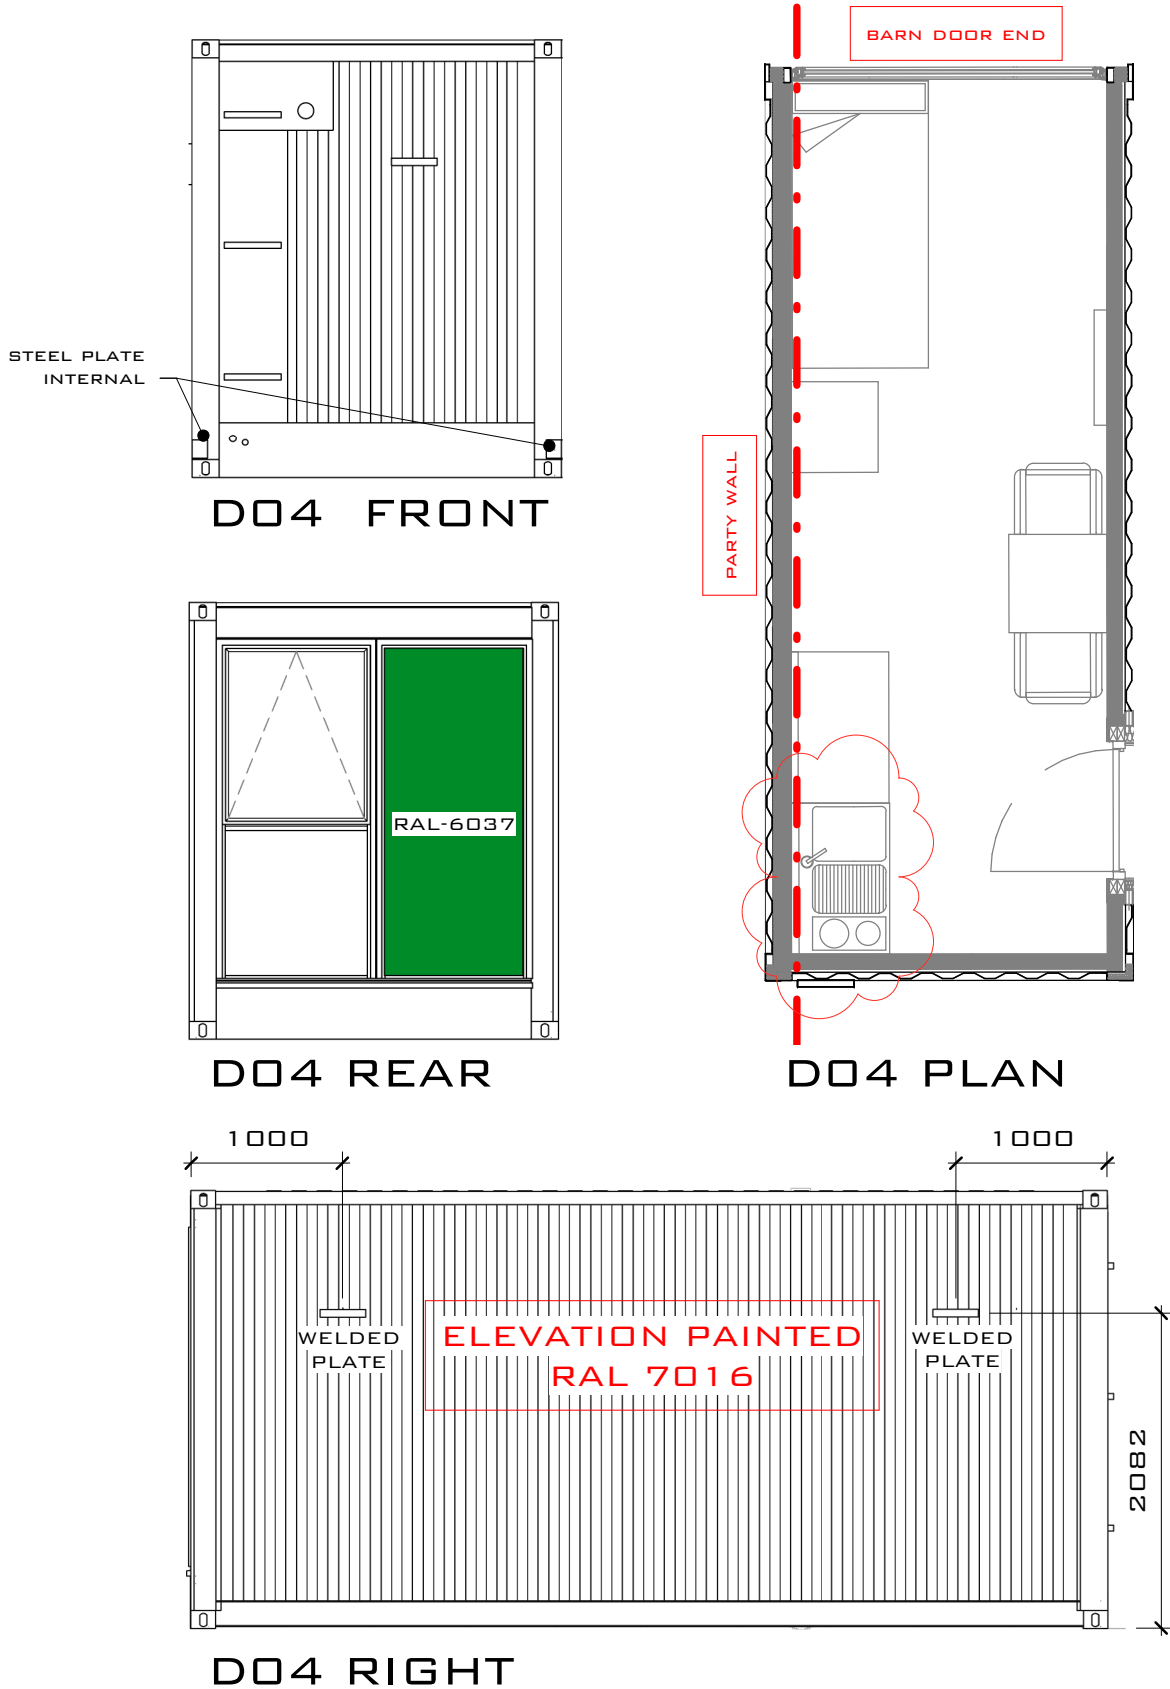 BARN DOOR END
STEEL PLATE
INTERNAL
D04 FRONT
PARTY WALL
RAL-6037
D04 REAR
D04 PLAN
1000
1000
WELDED
PLATE
ELEVATION PAINTED
RAL 7016
WELDED
PLATE
2082
D04 RIGHT